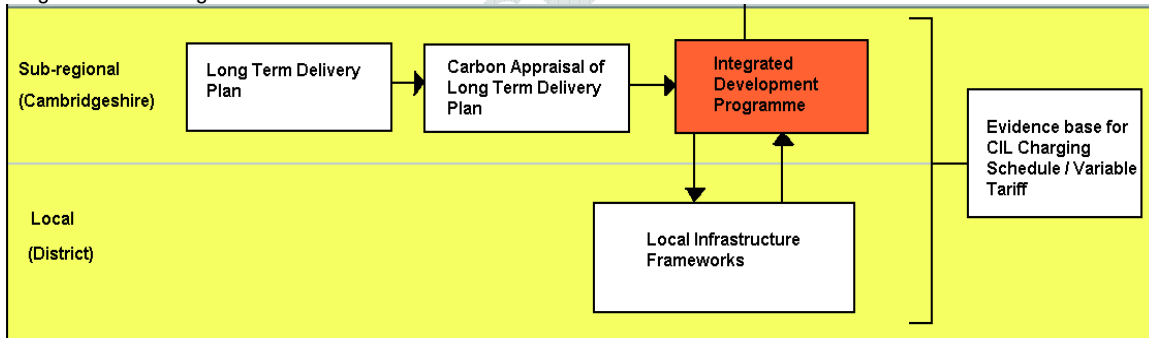 Sub-regional
(Cambridgeshire)
Long Term Delivery
Plan
Carbon Appraisal of
Long Term Delivery
Plan
Integrated
Development
Programme
Evidence base for
CIL Charging
Schedule / Variable
Tariff
Local
(District)
Local Infrastructure
Frameworks